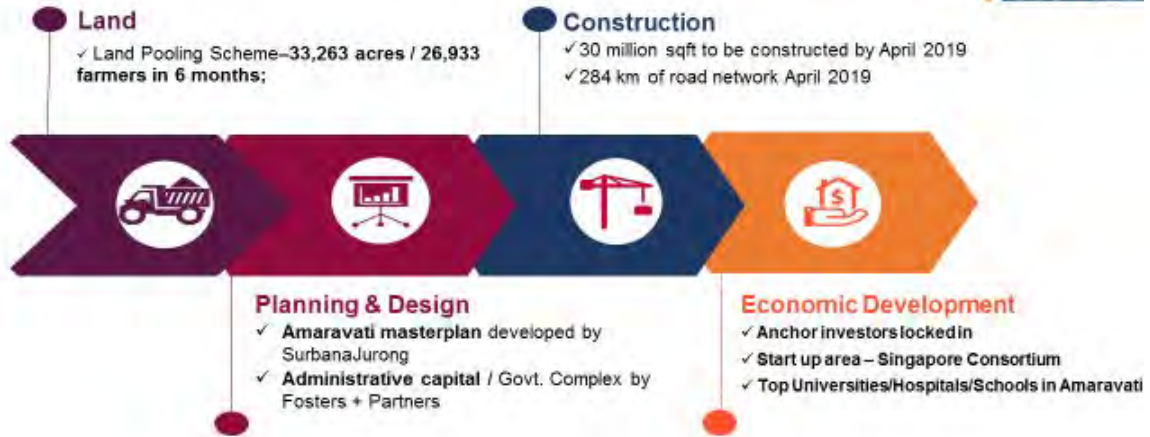 Land
✓ Land Pooling Scheme–33,263 acres / 26,933
farmers in 6 months;
Construction
✓30 million sqft to be constructed by April 2019
✓284 km of road network April 2019
$
Planning & Design
✓ Amaravati masterplan developed by
SurbanaJurong
✓ Administrative capital / Govt. Complex by
Fosters + Partners
Economic Development
✓ Anchor investors locked in
✓ Start up area – Singapore Consortium
✓ Top Universities/Hospitals/Schools in Amaravati